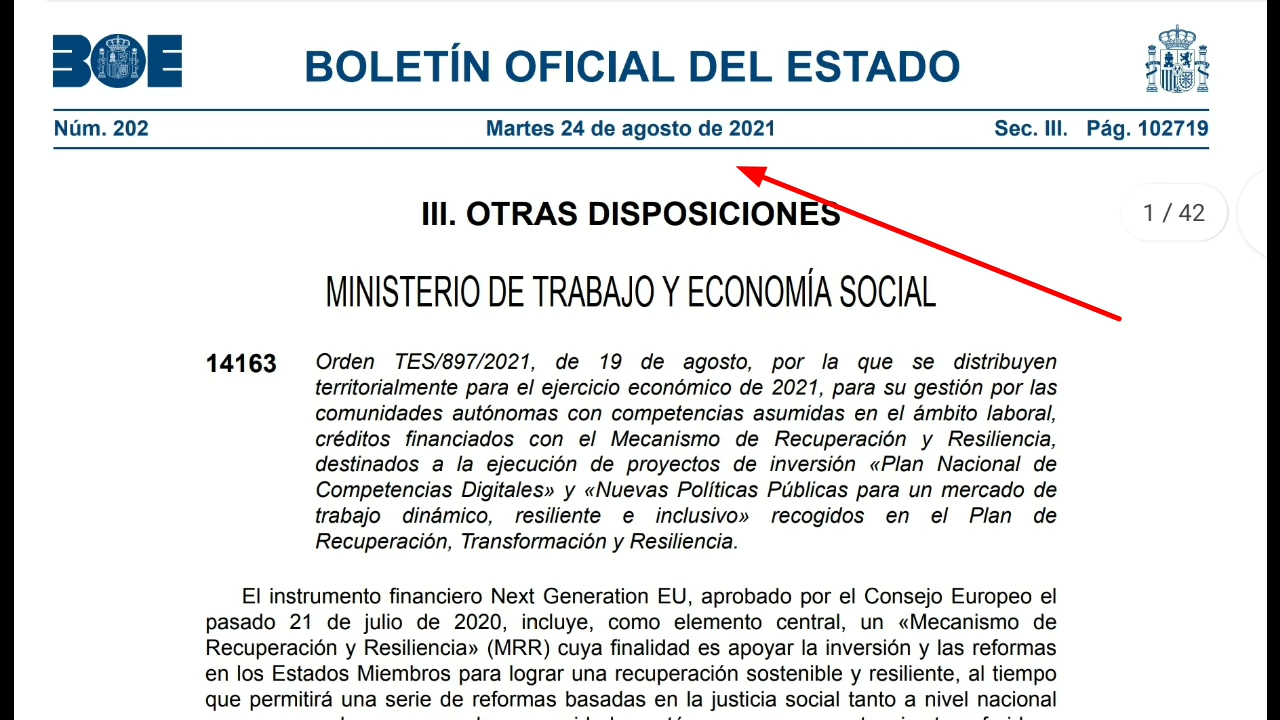 BOE
BOLETÍN OFICIAL DEL ESTADO
Núm. 202 Martes 24 de agosto de 2021 Sec. III. Pág. 102719
III. OTRAS DISPOSICIONES
1 / 42
MINISTERIO DE TRABAJO Y ECONOMÍA SOCIAL
14163 Orden TES/897/2021, de 19 de agosto, por la que se distribuyen
territorialmente para el ejercicio económico de 2021, para su gestión por las
comunidades autónomas con competencias asumidas en el ámbito laboral,
créditos financiados con el Mecanismo de Recuperación y Resiliencia,
destinados a la ejecución de proyectos de inversión «Plan Nacional de
Competencias Digitales» y «Nuevas Políticas Públicas para un mercado de
trabajo dinámico, resiliente e inclusivo» recogidos en el Plan de
Recuperación, Transformación y Resiliencia.
El instrumento financiero Next Generation EU, aprobado por el Consejo Europeo el
pasado 21 de julio de 2020, incluye, como elemento central, un «Mecanismo de
Recuperación y Resiliencia» (MRR) cuya finalidad es apoyar la inversión y las reformas
en los Estados Miembros para lograr una recuperación sostenible y resiliente, al tiempo
que permitirá una serie de reformas basadas en la justicia social tanto a nivel nacional